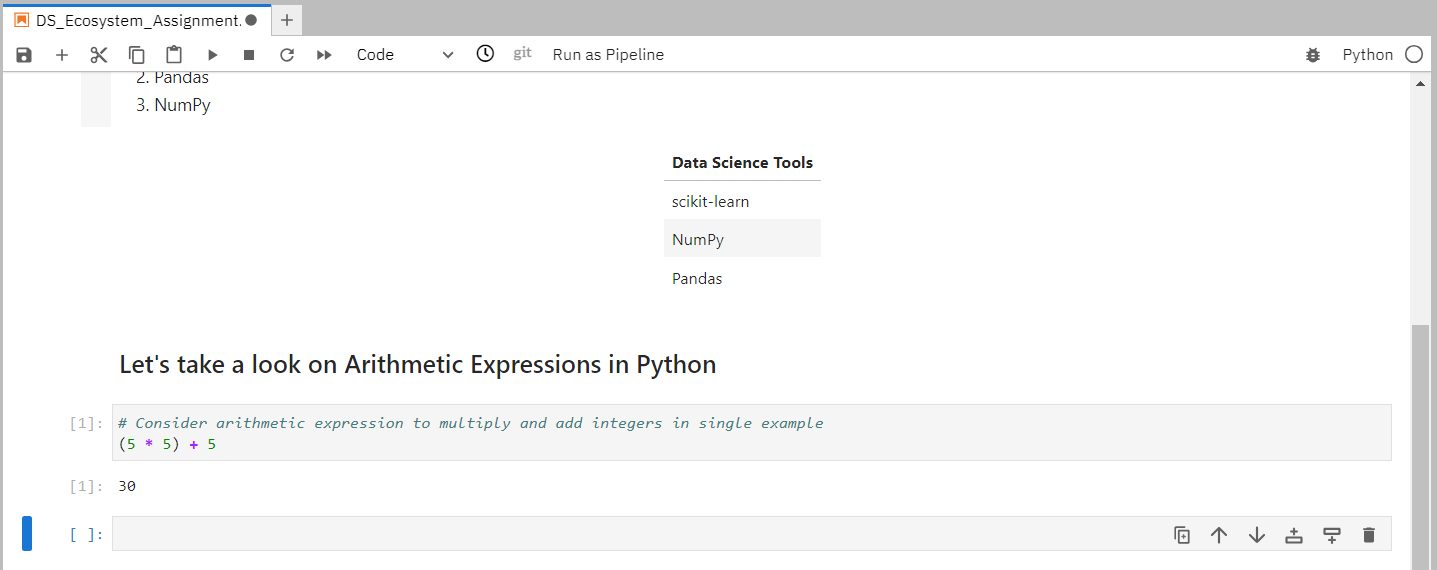 DS_Ecosystem_Assignment.
Code git Run as Pipeline Python
2. Pandas
3. NumPy
Data Science Tools
scikit-learn
NumPy
Pandas
Let's take a look on Arithmetic Expressions in Python
[1]: # Consider arithmetic expression to multiply and add integers in single example
(5 * 5) + 5
[1]: 30
[ ]: